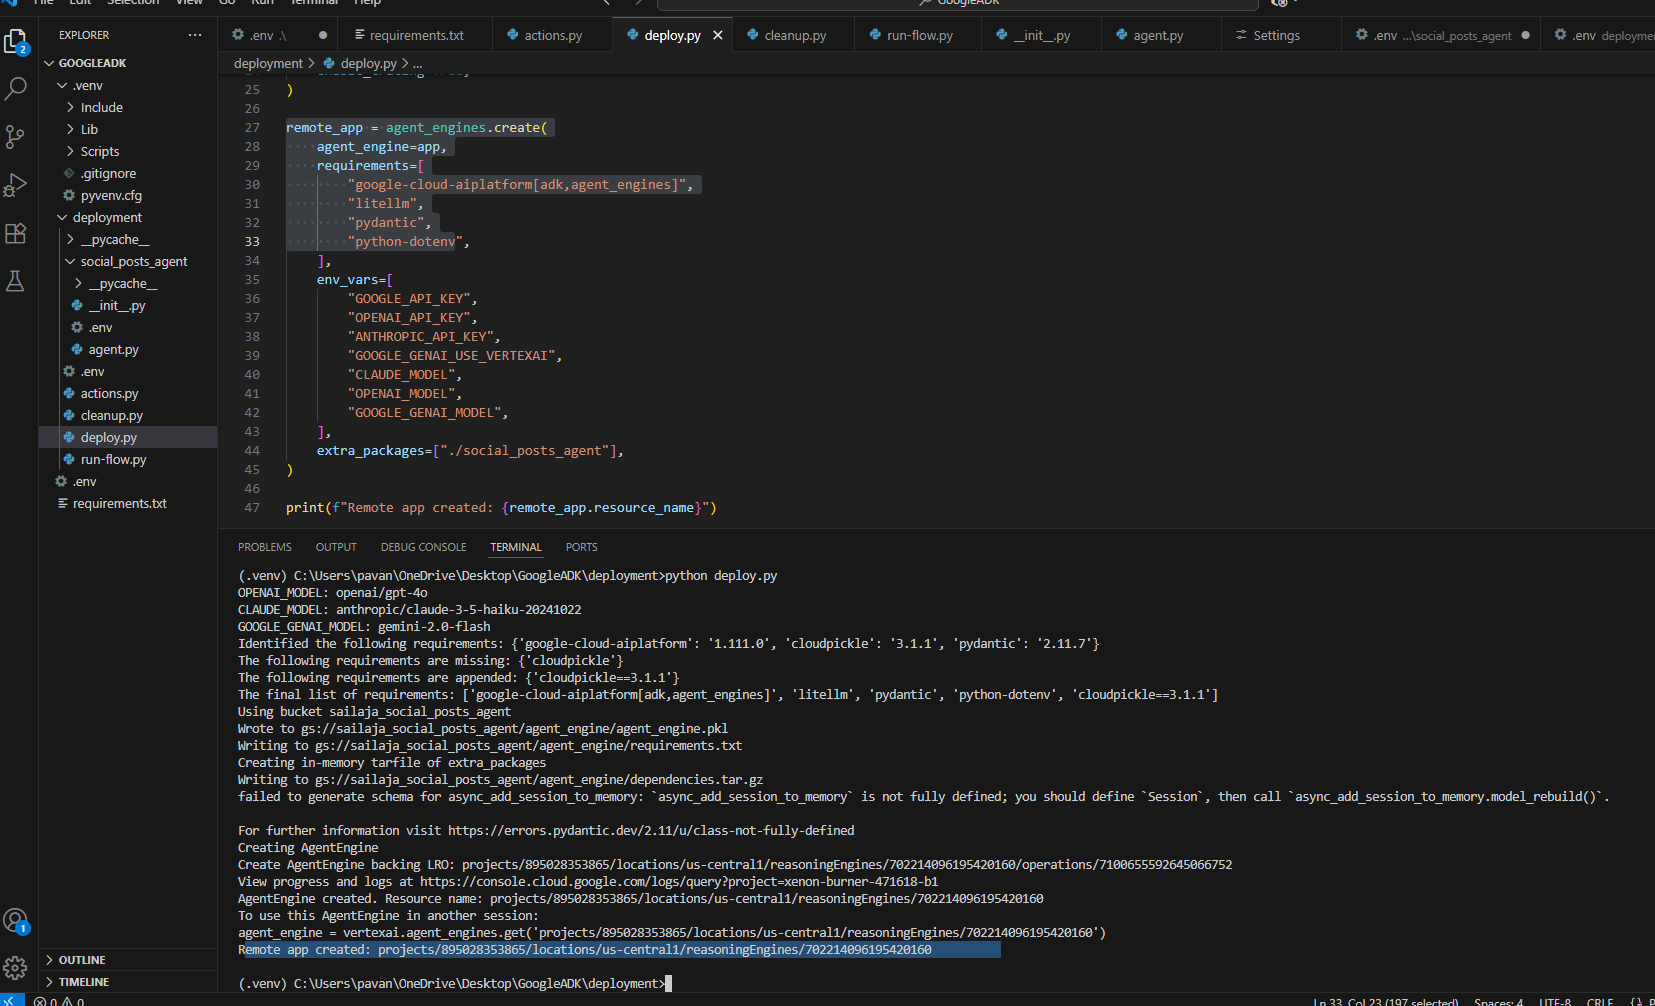 File Edit Selection View Go Run Terminal Help
GoogleADK
EXPLORER
.env .\
requirements.txt
actions.py
deploy.py
cleanup.py
run-flow.py
__init__.py
agent.py
Settings
.env ...\social_posts_agent
.env
deployment > deploy.py > ...
2
GOOGLEADK
.venv
Include
Lib
Scripts
.gitignore
pyvenv.cfg
deployment
__pycache__
social_posts_agent
__pycache__
__init__.py
.env
agent.py
.env
actions.py
cleanup.py
deploy.py
run-flow.py
.env
requirements.txt
25 )
26
27 remote_app = agent_engines.create(
28 agent_engine=app,
29 requirements=[
30 "google-cloud-aiplatform[adk,agent_engines]",
31 "litellm",
32 "pydantic",
33 "python-dotenv",
34 ],
35 env_vars=[
36 "GOOGLE_API_KEY",
37 "OPENAI_API_KEY",
38 "ANTHROPIC_API_KEY",
39 "GOOGLE_GENAI_USE_VERTEXAI",
40 "CLAUDE_MODEL",
41 "OPENAI_MODEL",
42 "GOOGLE_GENAI_MODEL",
43 ],
44 extra_packages=["./social_posts_agent"],
45 )
46
47 print(f"Remote app created: {remote_app.resource_name}")
PROBLEMS OUTPUT DEBUG CONSOLE TERMINAL PORTS
(.venv) C:\Users\pavan\OneDrive\Desktop\GoogleADK\deployment>python deploy.py
OPENAI_MODEL: openai/gpt-4o
CLAUDE_MODEL: anthropic/claude-3-5-haiku-20241022
GOOGLE_GENAI_MODEL: gemini-2.0-flash
Identified the following requirements: {'google-cloud-aiplatform': '1.111.0', 'cloudpickle': '3.1.1', 'pydantic': '2.11.7'}
The following requirements are missing: {'cloudpickle'}
The following requirements are appended: {'cloudpickle==3.1.1'}
The final list of requirements: ['google-cloud-aiplatform[adk,agent_engines]', 'litellm', 'pydantic', 'python-dotenv', 'cloudpickle==3.1.1']
Using bucket sailaja_social_posts_agent
Wrote to gs://sailaja_social_posts_agent/agent_engine/agent_engine.pkl
Writing to gs://sailaja_social_posts_agent/agent_engine/requirements.txt
Creating in-memory tarfile of extra_packages
Writing to gs://sailaja_social_posts_agent/agent_engine/dependencies.tar.gz
failed to generate schema for async_add_session_to_memory: `async_add_session_to_memory` is not fully defined; you should define `Session`, then call `async_add_session_to_memory.model_rebuild()`.
For further information visit https://errors.pydantic.dev/2.11/u/class-not-fully-defined
Creating AgentEngine
Create AgentEngine backing LRO: projects/895028353865/locations/us-central1/reasoningEngines/702214096195420160/operations/7100655592645066752
View progress and logs at https://console.cloud.google.com/logs/query?project=xenon-burner-471618-b1
AgentEngine created. Resource name: projects/895028353865/locations/us-central1/reasoningEngines/702214096195420160
To use this AgentEngine in another session:
agent_engine = vertexai.agent_engines.get('projects/895028353865/locations/us-central1/reasoningEngines/702214096195420160')
Remote app created: projects/895028353865/locations/us-central1/reasoningEngines/702214096195420160
(.venv) C:\Users\pavan\OneDrive\Desktop\GoogleADK\deployment>
1
OUTLINE
TIMELINE
0 0
Ln 33, Col 23 (197 selected) Spaces: 4 UTF-8 CRLF {}